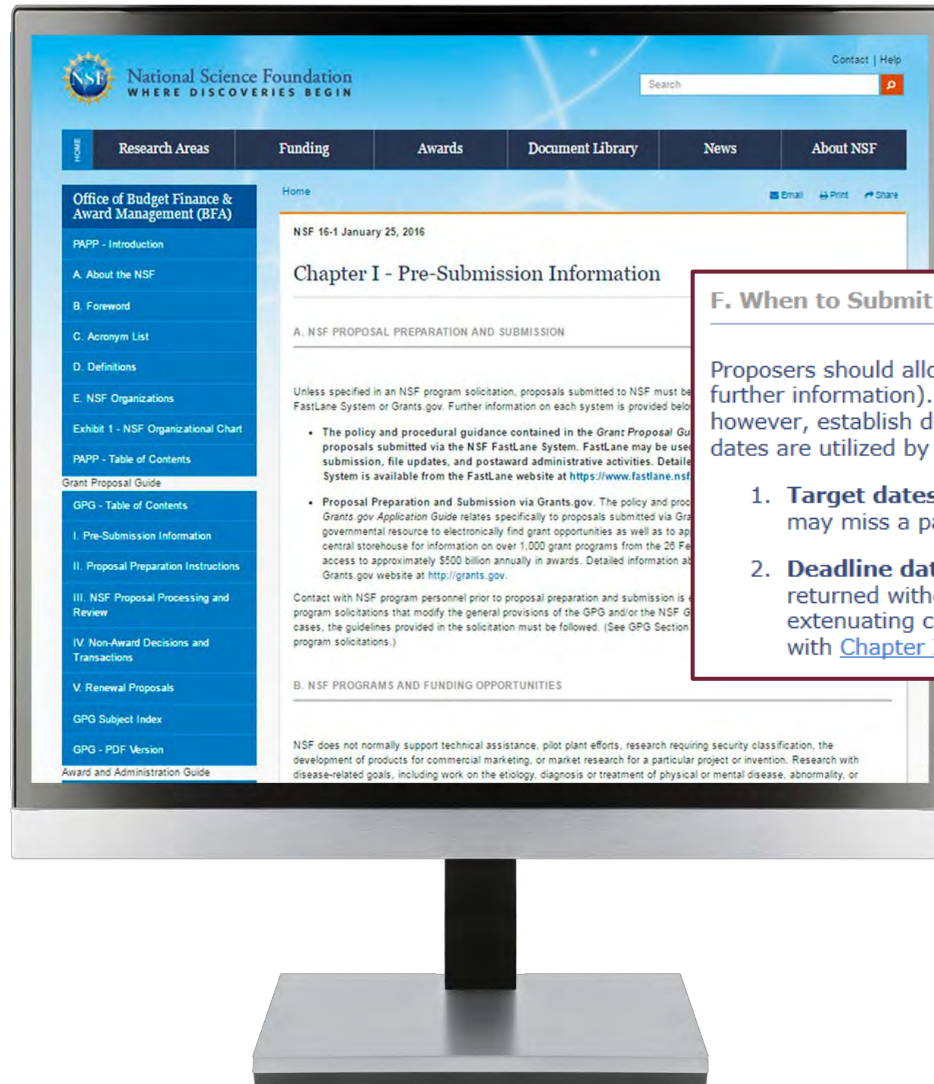 NSF
National Science Foundation
WHERE DISCOVERIES BEGIN
Contact | Help
Search
HOME
Research Areas
Funding
Awards
Document Library
News
About NSF
Office of Budget Finance &
Award Management (BFA)
PAPP - Introduction
A. About the NSF
B. Foreword
C. Acronym List
D. Definitions
E. NSF Organizations
Exhibit 1 - NSF Organizational Chart
PAPP - Table of Contents
Grant Proposal Guide
GPG - Table of Contents
I. Pre-Submission Information
II. Proposal Preparation Instructions
III. NSF Proposal Processing and
Review
IV. Non-Award Decisions and
Transactions
V. Renewal Proposals
GPG Subject Index
GPG - PDF Version
Award and Administration Guide
Home
Email Print Share
NSF 16-1 January 25, 2016
Chapter I - Pre-Submission Information
A. NSF PROPOSAL PREPARATION AND SUBMISSION
Unless specified in an NSF program solicitation, proposals submitted to NSF must be
FastLane System or Grants.gov. Further information on each system is provided belo
• The policy and procedural guidance contained in the Grant Proposal Gu
proposals submitted via the NSF FastLane System. FastLane may be use
submission, file updates, and postaward administrative activities. Detaile
System is available from the FastLane website at https://www.fastlane.nsf
• Proposal Preparation and Submission via Grants.gov. The policy and proc
Grants.gov Application Guide relates specifically to proposals submitted via Gra
governmental resource to electronically find grant opportunities as well as to ap
central storehouse for information on over 1,000 grant programs from the 26 Fe
access to approximately $500 billion annually in awards. Detailed information ab
Grants.gov website at http://grants.gov.
Contact with NSF program personnel prior to proposal preparation and submission is e
program solicitations that modify the general provisions of the GPG and/or the NSF G
cases, the guidelines provided in the solicitation must be followed. (See GPG Section
program solicitations.)
B. NSF PROGRAMS AND FUNDING OPPORTUNITIES
NSF does not normally support technical assistance, pilot plant efforts, research requiring security classification, the
development of products for commercial marketing, or market research for a particular project or invention. Research with
disease-related goals, including work on the etiology, diagnosis or treatment of physical or mental disease, abnormality, or
F. When to Submit
Proposers should allo
further information).
however, establish d
dates are utilized by
1. Target dates
may miss a pa
2. Deadline dat
returned with
extenuating c
with Chapter